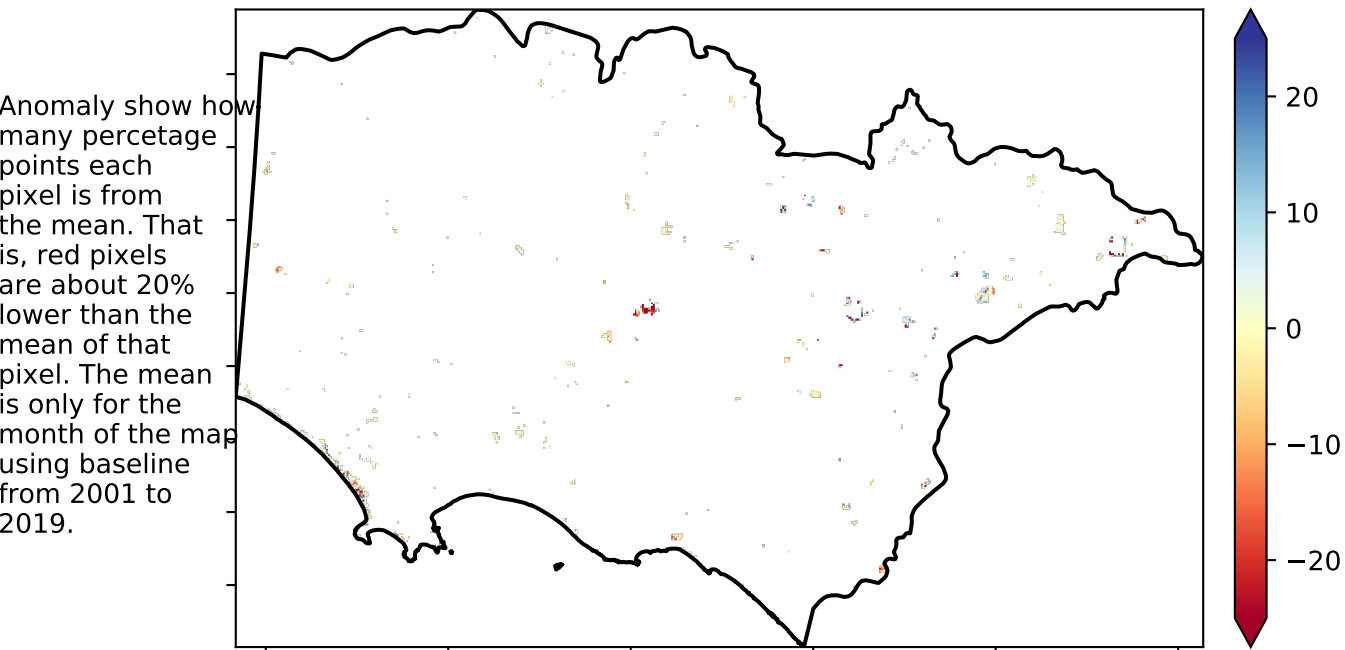 Anomaly show how
many percetage
points each
pixel is from
the mean. That
is, red pixels
are about 20%
lower than the
mean of that
pixel. The mean
is only for the
month of the map
using baseline
from 2001 to
2019.
20
10
0
−10
−20